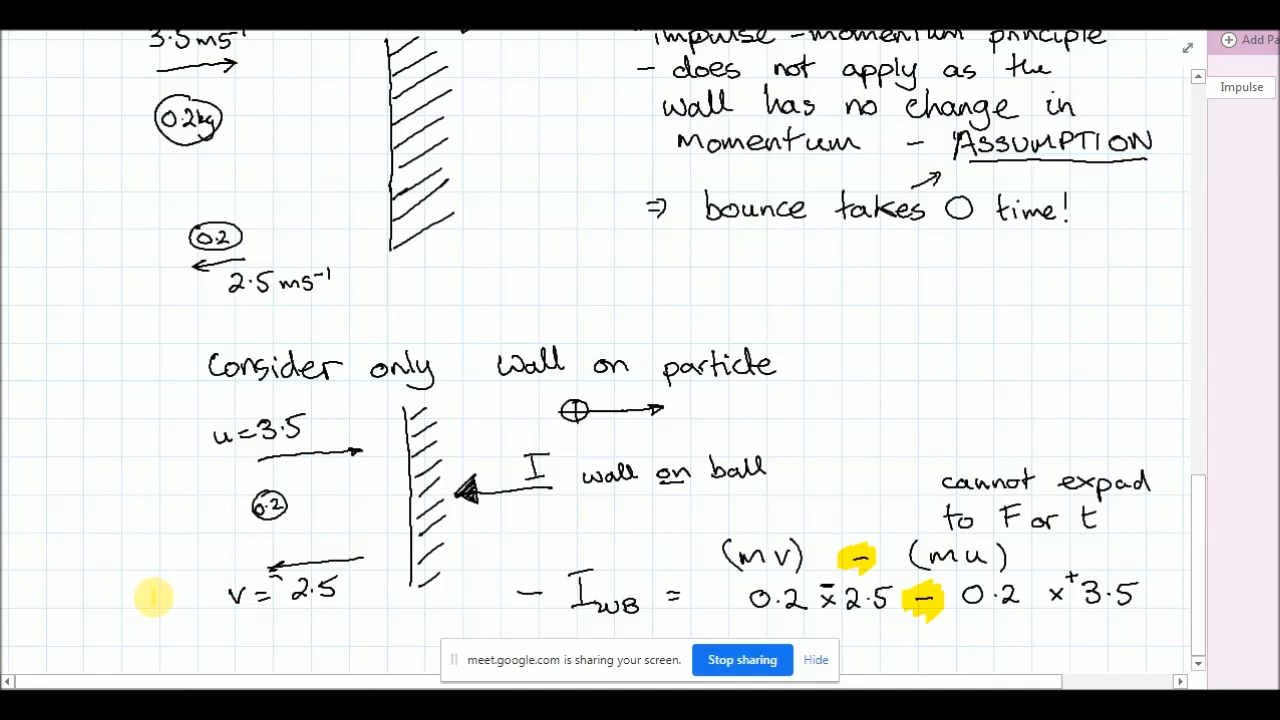 3.5ms⁻¹
0.2kg
0.2
2.5 ms⁻¹
"impulse - momentum principle
- does not apply as the
wall has no change in
momentum - ASSUMPTION
⇒ bounce takes 0 time!
Consider only wall on particle
+
u=3.5
0.2
v = ⁻2.5
I wall on ball
cannot expad
to F or t
(mv) - (mu)
- I_WB = 0.2 × ⁻2.5 - 0.2 × ⁺3.5
meet.google.com is sharing your screen.
Stop sharing
Hide
Add Pa
Impulse